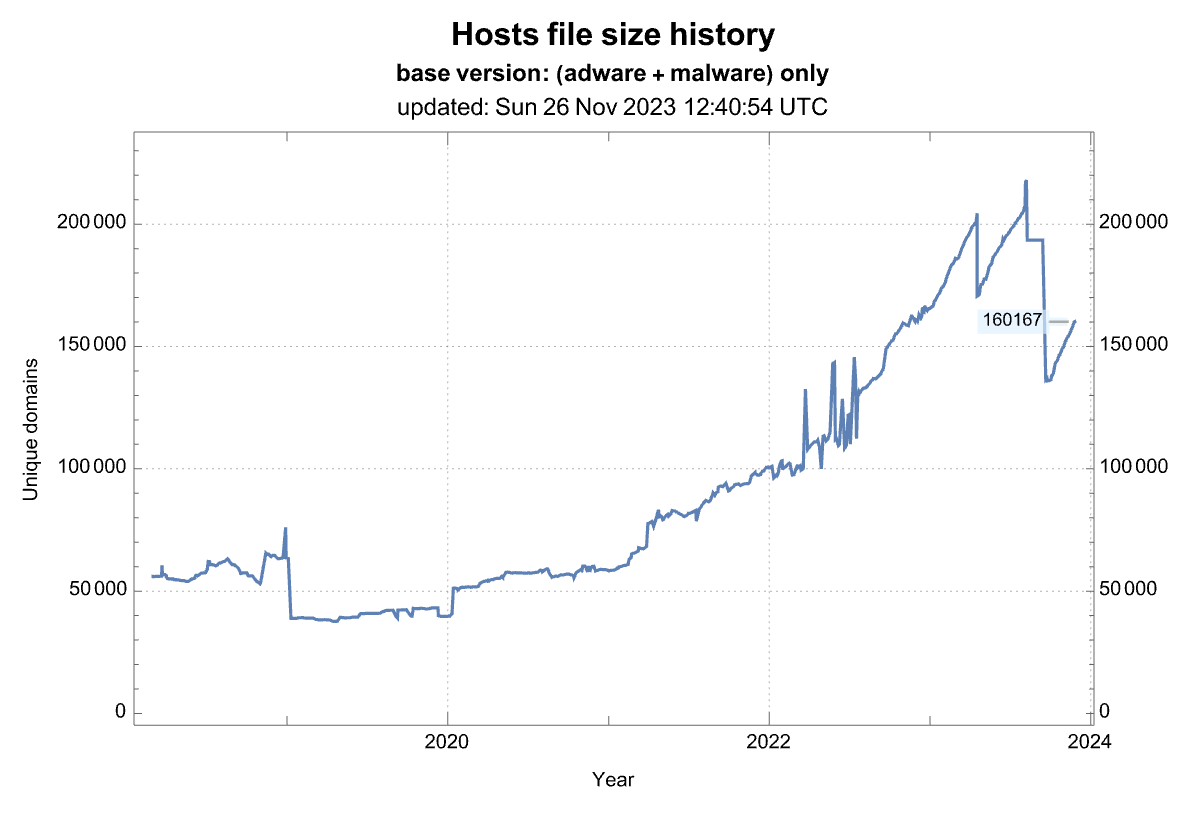 Hosts file size history
base version: (adware + malware) only
updated: Sun 26 Nov 2023 12:40:54 UTC
200 000 200 000
160167
150 000 150 000
Unique domains
100 000 100 000
50 000 50 000
0 0
2020 2022 2024
Year